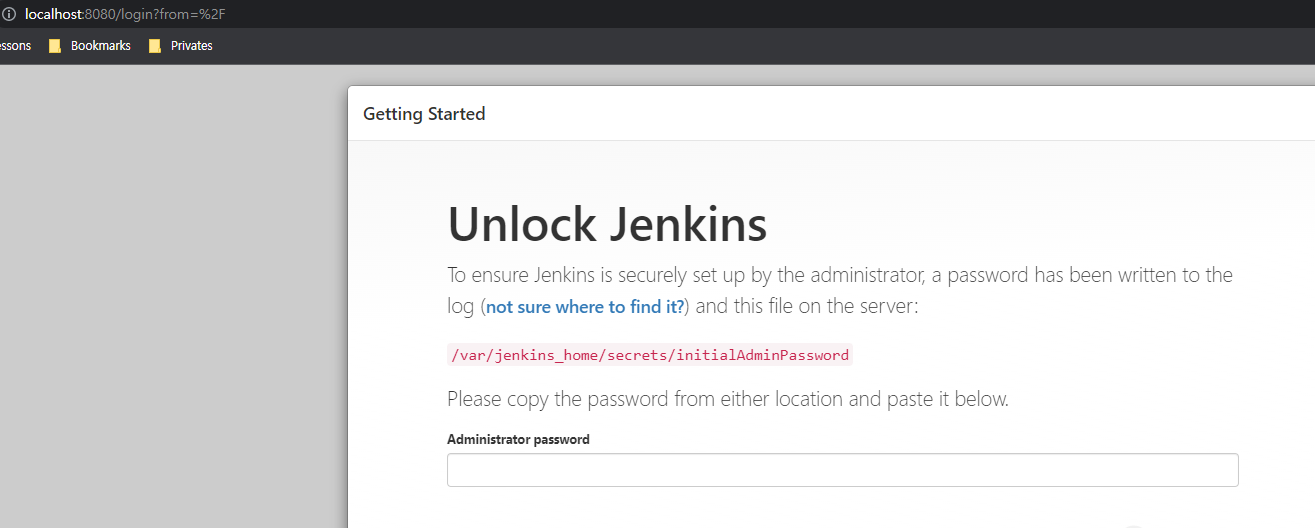 localhost:8080/login?from=%2F
essons Bookmarks Privates
Getting Started
Unlock Jenkins
To ensure Jenkins is securely set up by the administrator, a password has been written to the
log (not sure where to find it?) and this file on the server:
/var/jenkins_home/secrets/initialAdminPassword
Please copy the password from either location and paste it below.
Administrator password